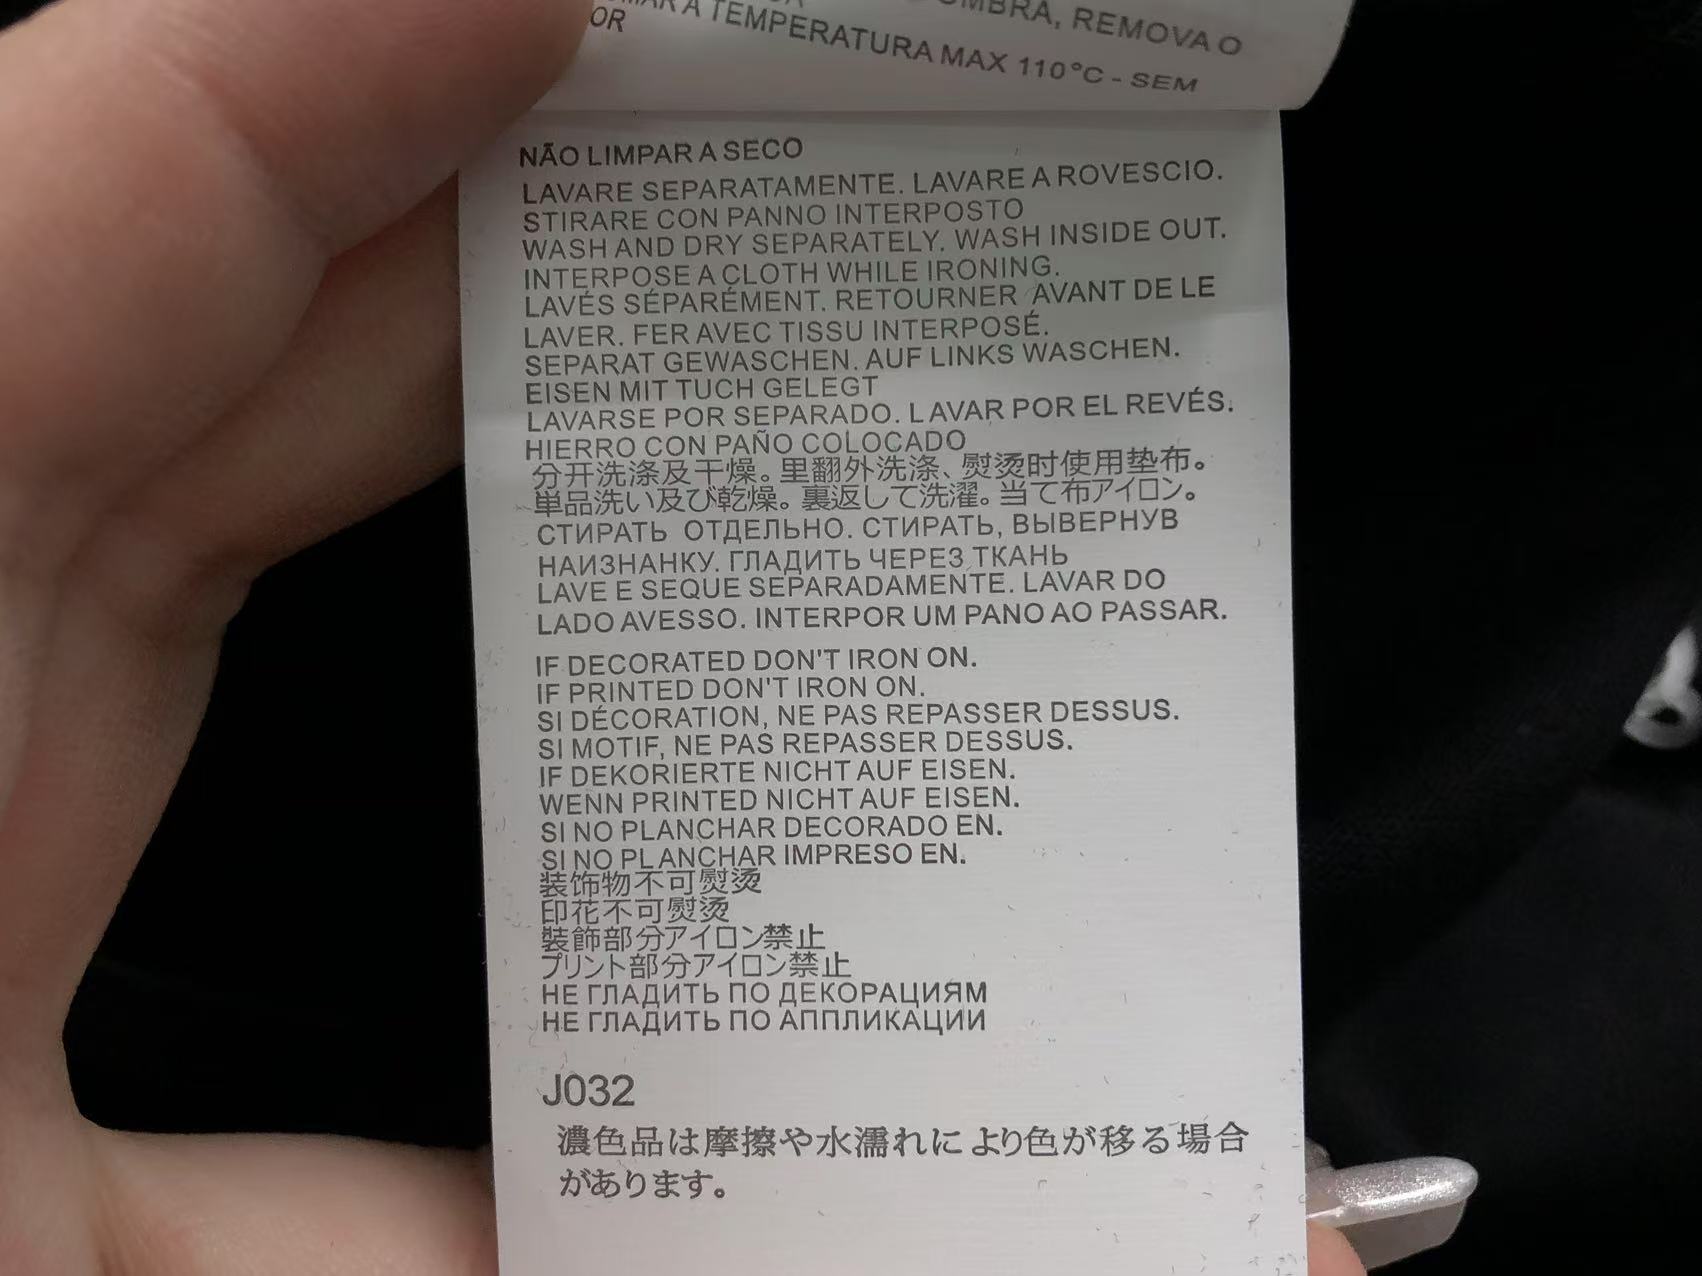 OMBRA, REMOVA O
OR
A TEMPERATURA MAX 110°C - SEM
NÃO LIMPAR A SECO
LAVARE SEPARATAMENTE. LAVARE A ROVESCIO.
STIRARE CON PANNO INTERPOSTO
WASH AND DRY SEPARATELY. WASH INSIDE OUT.
INTERPOSE A CLOTH WHILE IRONING.
LAVÉS SÉPARÉMENT. RETOURNER AVANT DE LE
LAVER. FER AVEC TISSU INTERPOSÉ.
SEPARAT GEWASCHEN. AUF LINKS WASCHEN.
EISEN MIT TUCH GELEGT
LAVARSE POR SEPARADO. LAVAR POR EL REVÉS.
HIERRO CON PAÑO COLOCADO
分开洗涤及干燥。里翻外洗涤、熨烫时使用垫布。
単品洗い及び乾燥。裏返して洗濯。当て布アイロン。
СТИРАТЬ ОТДЕЛЬНО. СТИРАТЬ, ВЫВЕРНУВ
НАИЗНАНКУ. ГЛАДИТЬ ЧЕРЕЗ ТКАНЬ
LAVE E SEQUE SEPARADAMENTE. LAVAR DO
LADO AVESSO. INTERPOR UM PANO AO PASSAR.
IF DECORATED DON'T IRON ON.
IF PRINTED DON'T IRON ON.
SI DÉCORATION, NE PAS REPASSER DESSUS.
SI MOTIF, NE PAS REPASSER DESSUS.
IF DEKORIERTE NICHT AUF EISEN.
WENN PRINTED NICHT AUF EISEN.
SI NO PLANCHAR DECORADO EN.
SI NO PLANCHAR IMPRESO EN.
装饰物不可熨烫
印花不可熨烫
裝飾部分アイロン禁止
プリント部分アイロン禁止
НЕ ГЛАДИТЬ ПО ДЕКОРАЦИЯМ
НЕ ГЛАДИТЬ ПО АППЛИКАЦИИ
J032
濃色品は摩擦や水濡れにより色が移る場合
があります。